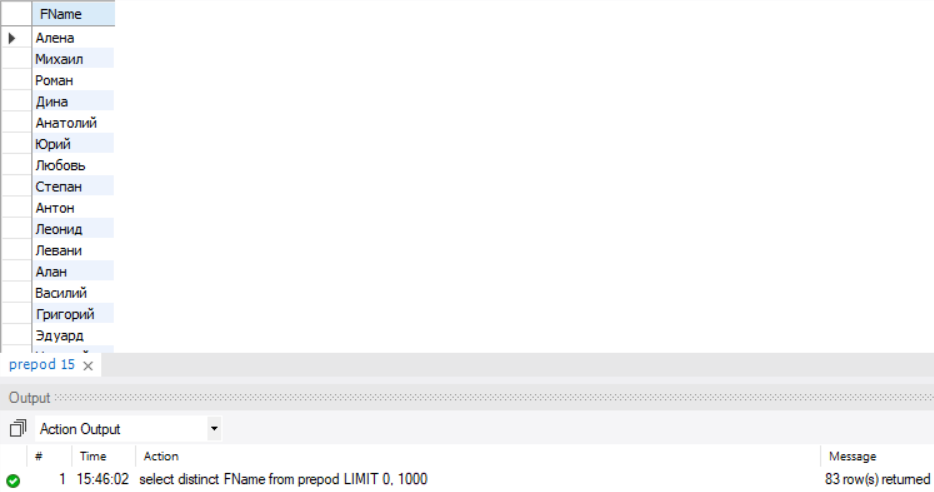 FName
Алена
Михаил
Роман
Дина
Анатолий
Юрий
Любовь
Степан
Антон
Леонид
Левани
Алан
Василий
Григорий
Эдуард
prepod 15
Output
Action Output
# Time Action Message
1 15:46:02 select distinct FName from prepod LIMIT 0, 1000 83 row(s) returned